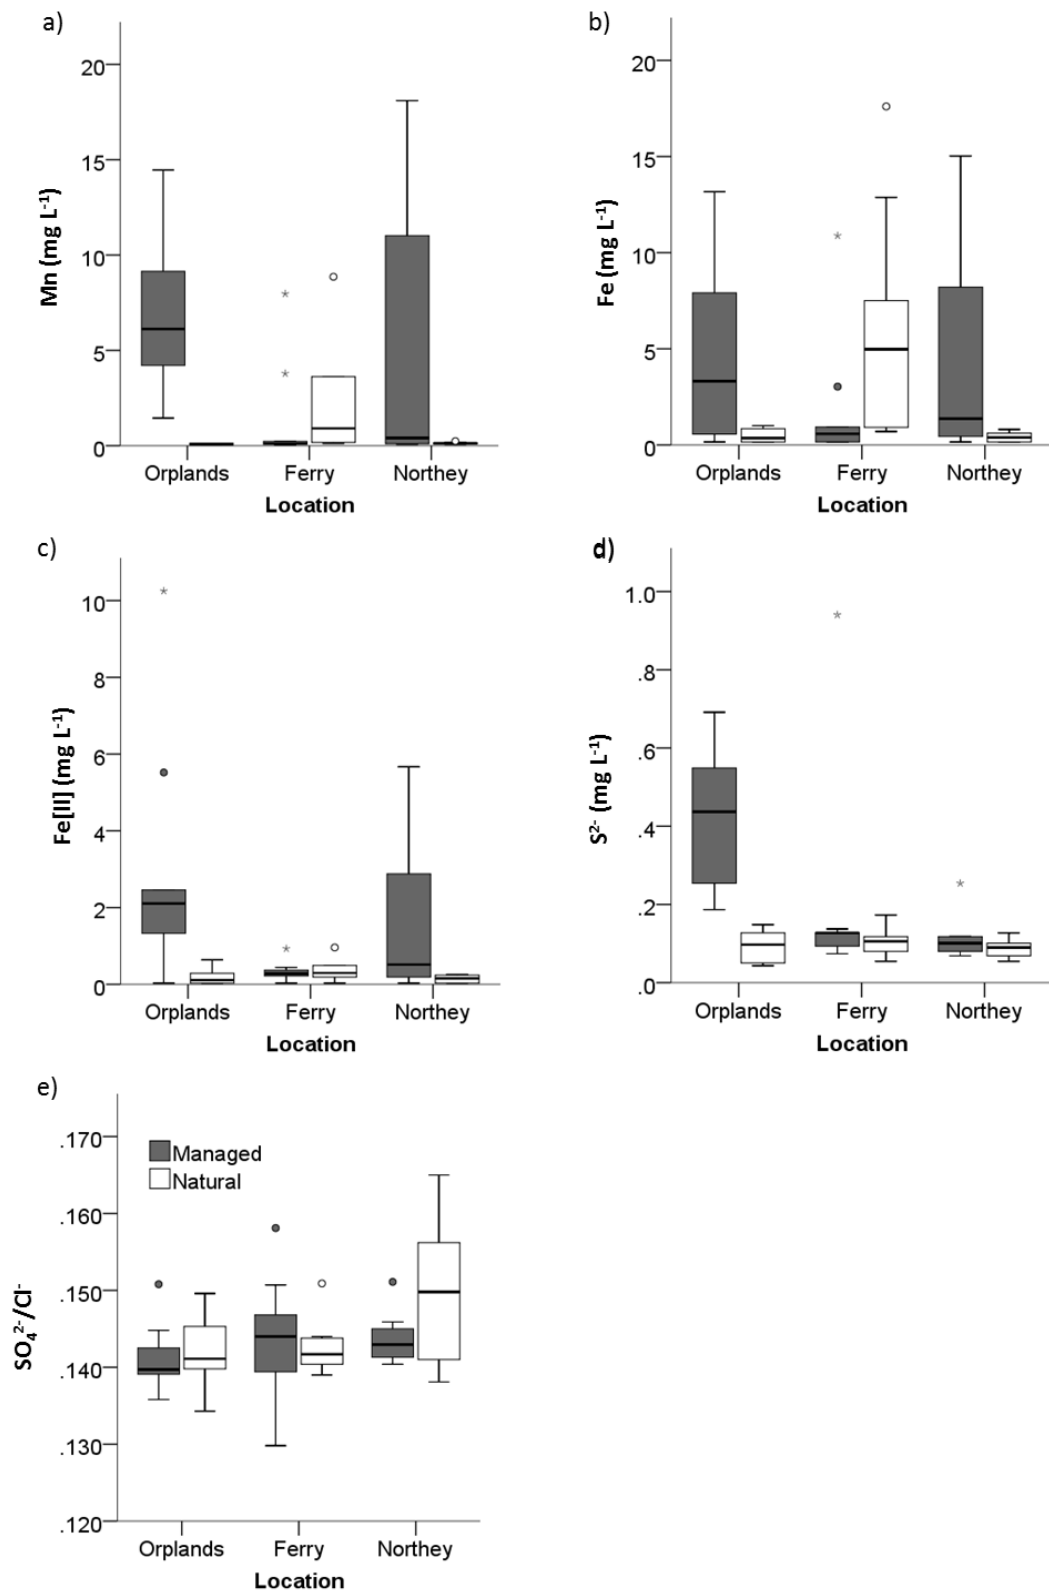 a)
20
15
10
5
0
Mn (mg L⁻¹)
Orplands Ferry Northey
Location
b)
20
15
10
5
0
Fe (mg L⁻¹)
Orplands Ferry Northey
Location
c)
10
8
6
4
2
0
Fe[II] (mg L⁻¹)
Orplands Ferry Northey
Location
d)
1.0
.8
.6
.4
.2
.0
S²⁻ (mg L⁻¹)
Orplands Ferry Northey
Location
e)
.170
.160
.150
.140
.130
.120
SO₄²⁻/Cl⁻
Managed
Natural
Orplands Ferry Northey
Location